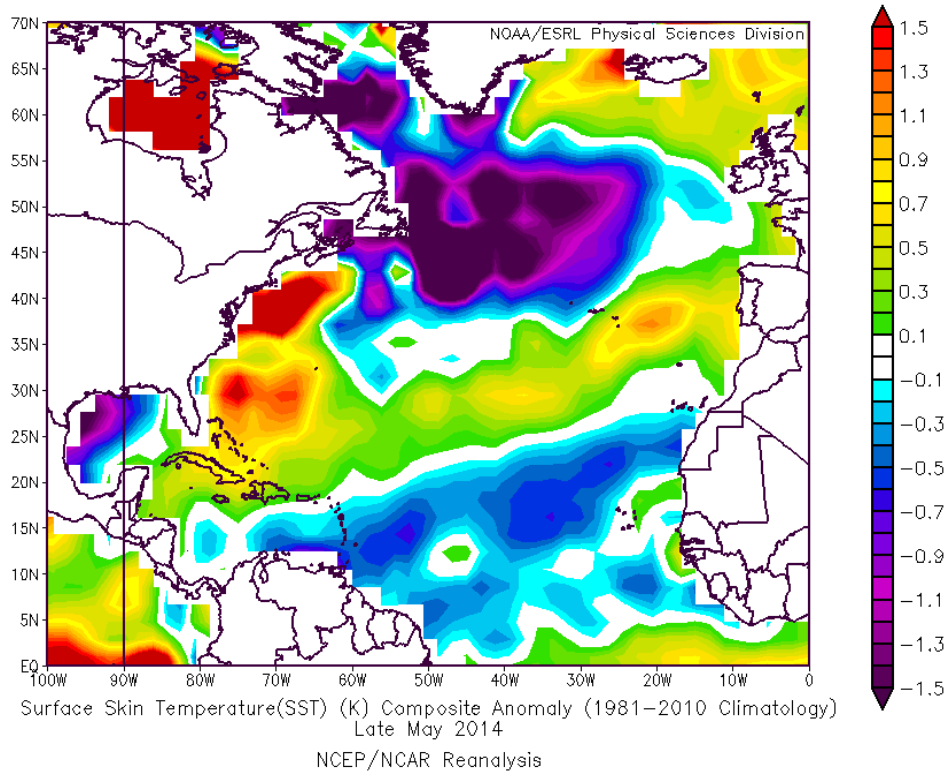 NOAA/ESRL Physical Sciences Division
70N
65N
60N
55N
50N
45N
40N
35N
30N
25N
20N
15N
10N
5N
EQ
100W 90W 80W 70W 60W 50W 40W 30W 20W 10W 0
1.5
1.3
1.1
0.9
0.7
0.5
0.3
0.1
-0.1
-0.3
-0.5
-0.7
-0.9
-1.1
-1.3
-1.5
Surface Skin Temperature(SST) (K) Composite Anomaly (1981-2010 Climatology)
Late May 2014
NCEP/NCAR Reanalysis